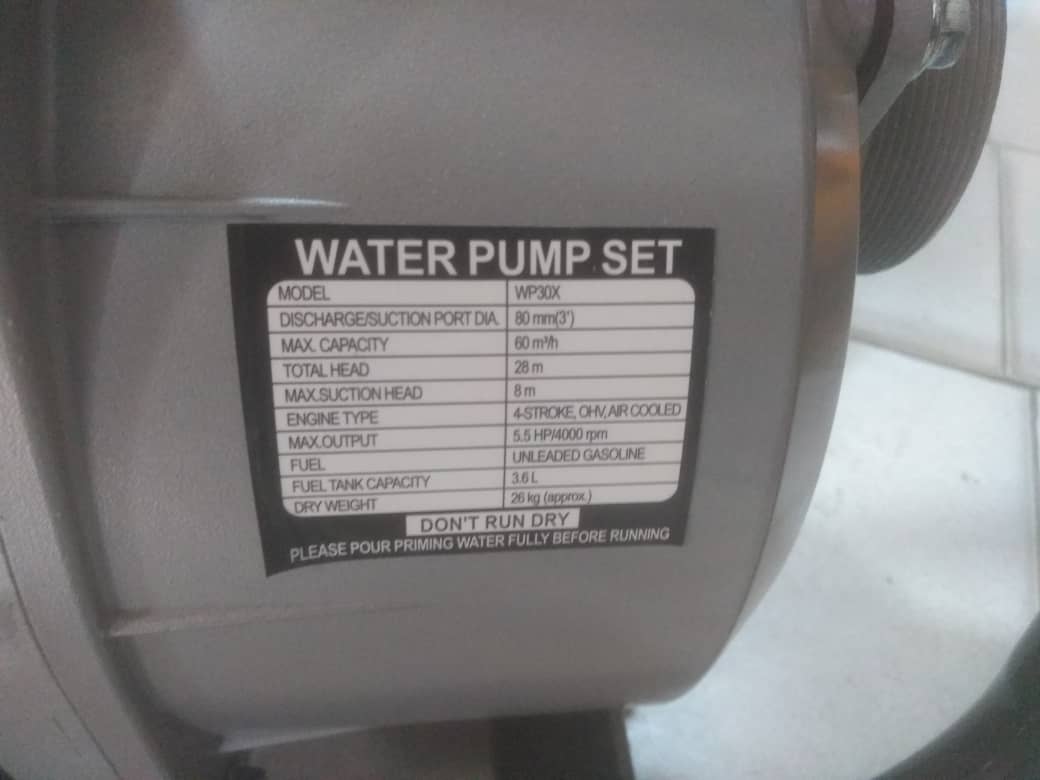 WATER PUMP SET
MODEL WP30X
DISCHARGE/SUCTION PORT DIA. 80 mm(3')
MAX. CAPACITY 60 m³/h
TOTAL HEAD 28 m
MAX.SUCTION HEAD 8 m
ENGINE TYPE 4-STROKE, OHV, AIR COOLED
MAX.OUTPUT 5.5 HP/4000 rpm
FUEL UNLEADED GASOLINE
FUEL TANK CAPACITY 3.6 L
DRY WEIGHT 26 kg (approx.)
DON'T RUN DRY
PLEASE POUR PRIMING WATER FULLY BEFORE RUNNING